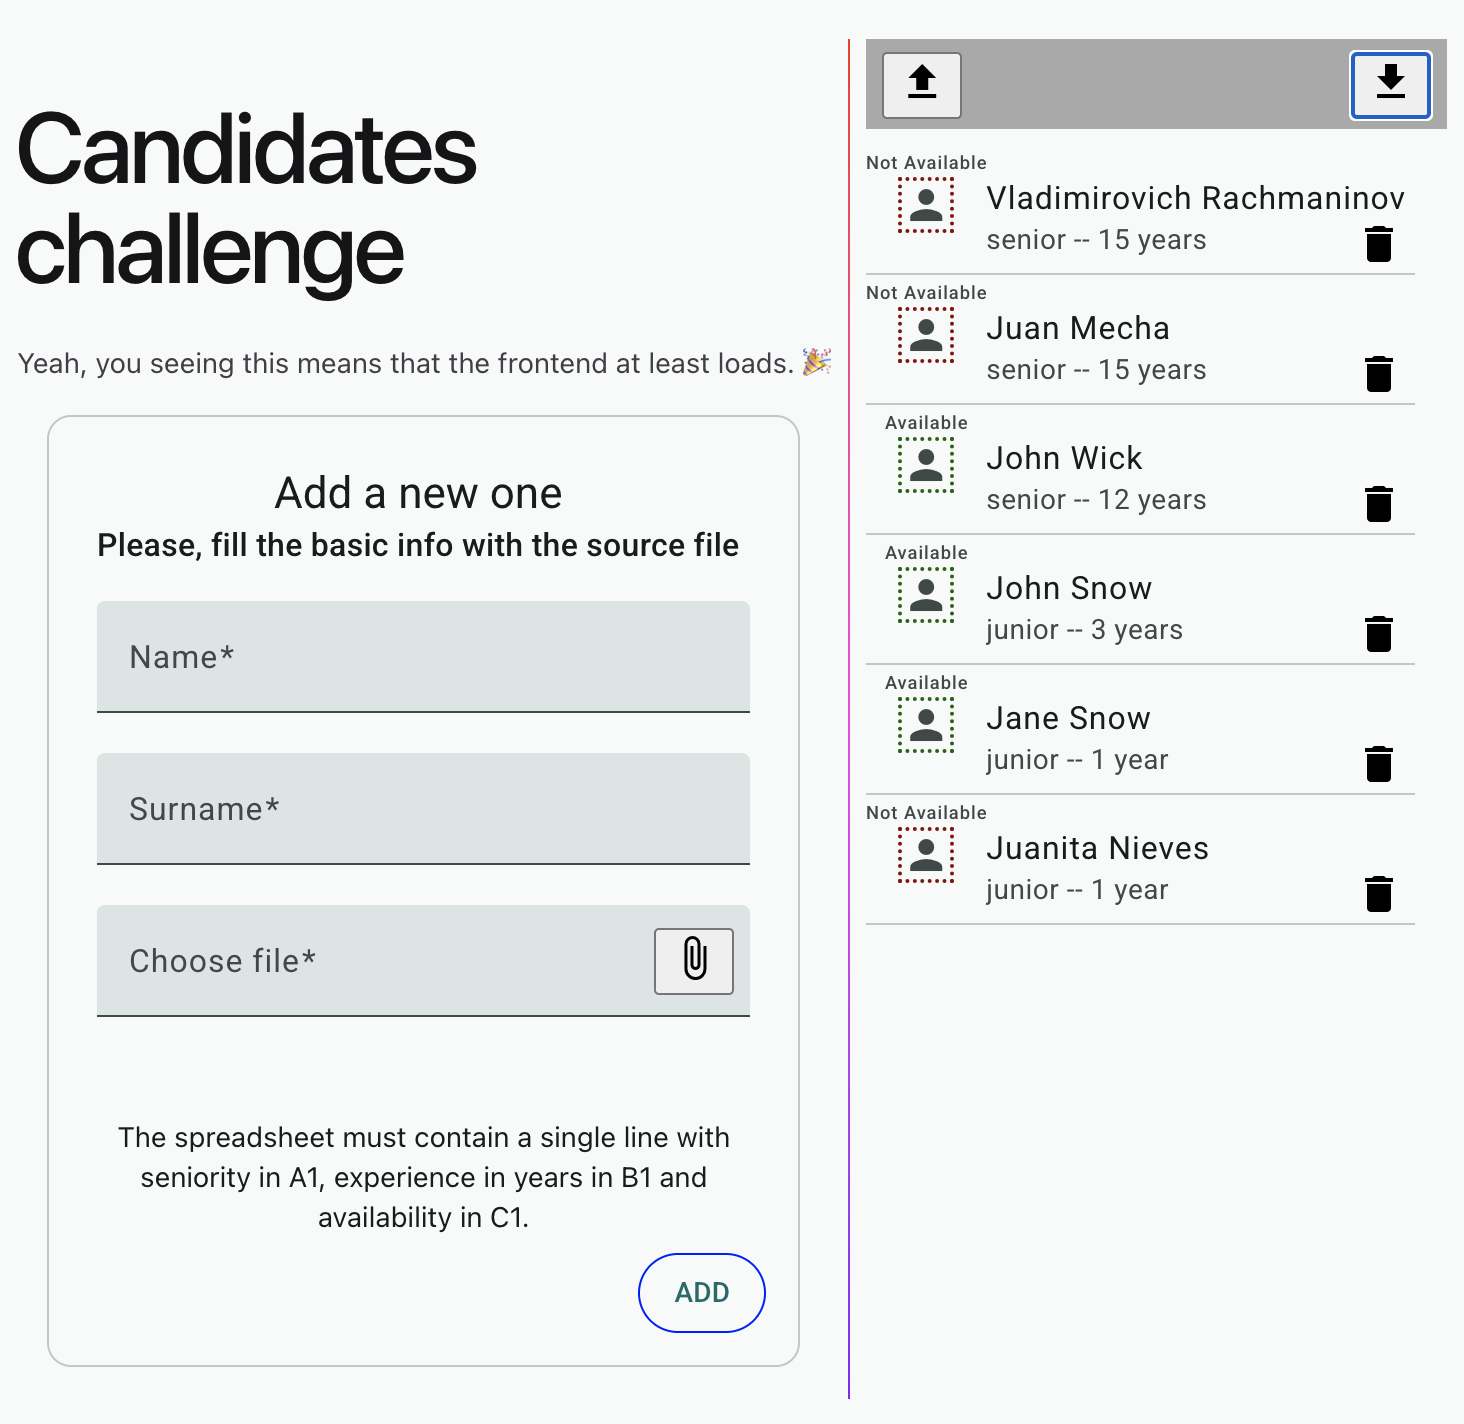 Candidates
challenge
Yeah, you seeing this means that the frontend at least loads. 🎉
Add a new one
Please, fill the basic info with the source file
Name*
Surname*
Choose file*
The spreadsheet must contain a single line with
seniority in A1, experience in years in B1 and
availability in C1.
ADD
Not Available
Vladimirovich Rachmaninov
senior -- 15 years
Not Available
Juan Mecha
senior -- 15 years
Available
John Wick
senior -- 12 years
Available
John Snow
junior -- 3 years
Available
Jane Snow
junior -- 1 year
Not Available
Juanita Nieves
junior -- 1 year